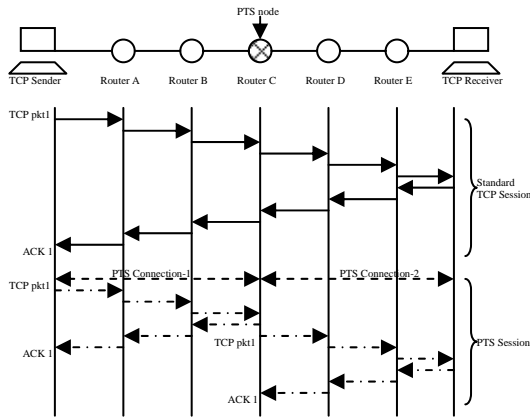 PTS node
TCP Sender Router A Router B Router C Router D Router E TCP Receiver
TCP pkt1
Standard
TCP Session
ACK 1
PTS Connection-1 PTS Connection-2
TCP pkt1
TCP pkt1
PTS Session
ACK 1
ACK 1